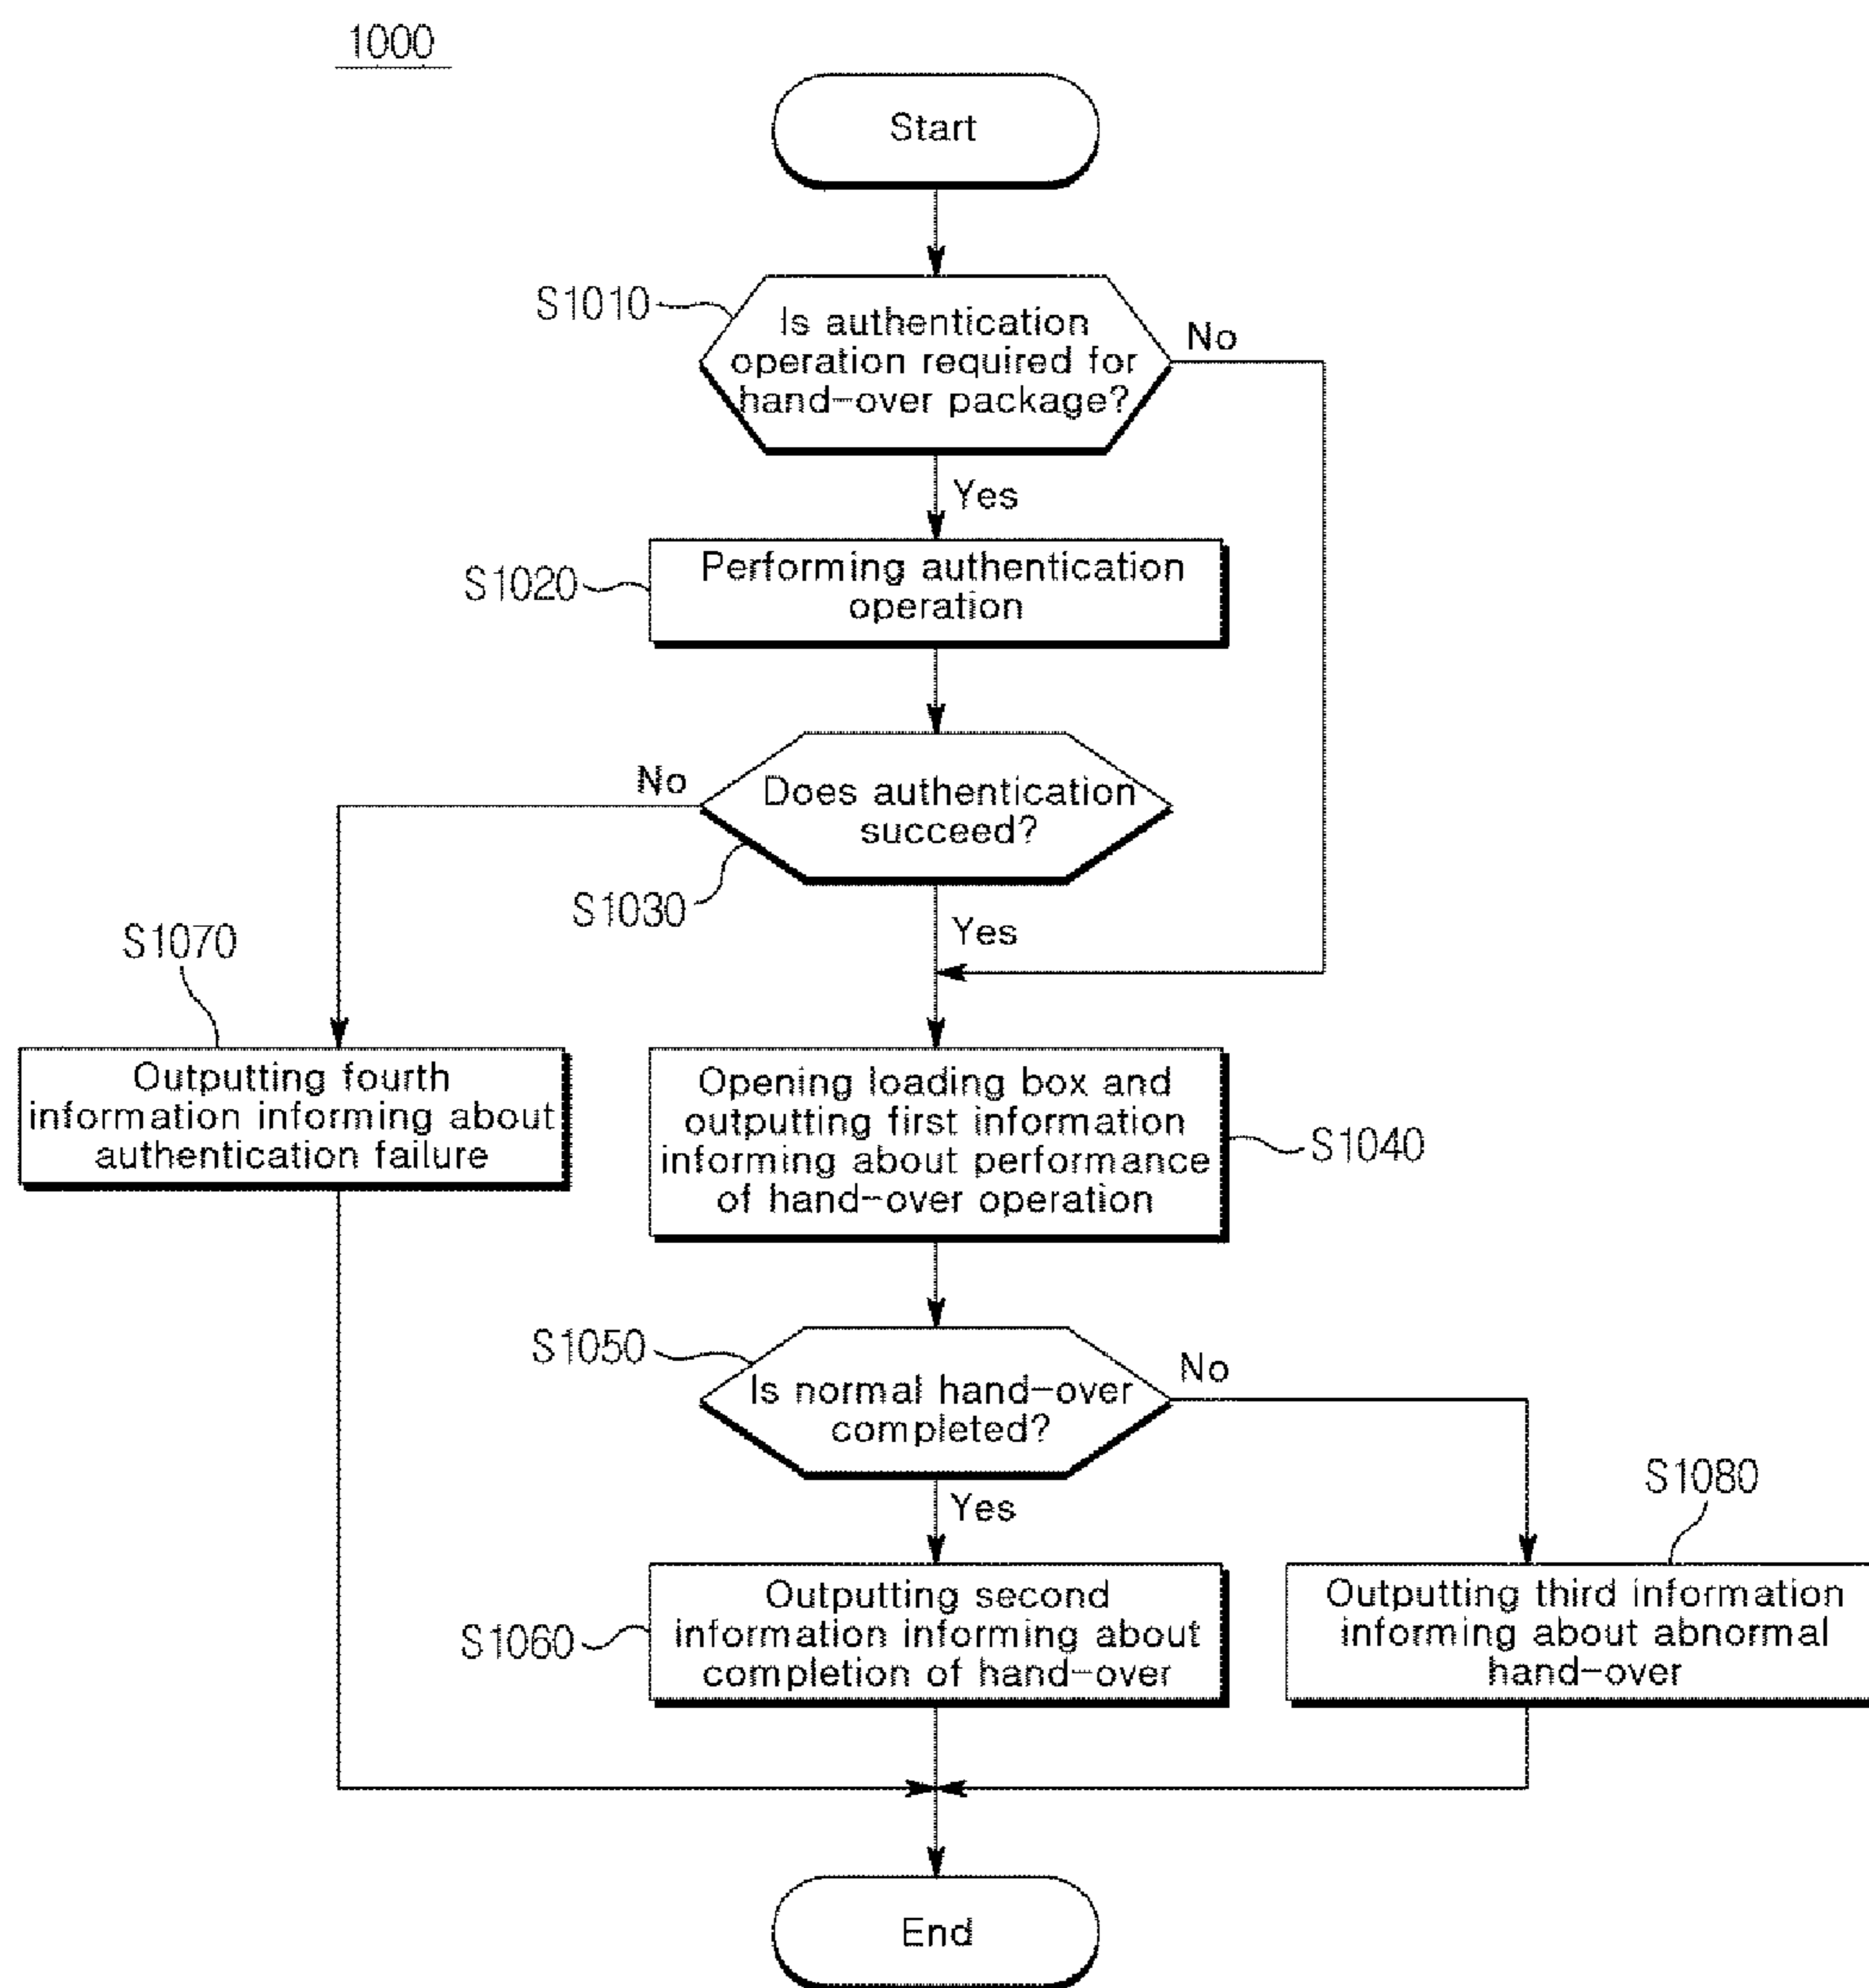 1000
Start
S1010
Is authentication
operation required for
hand-over package?
No
Yes
S1020
Performing authentication
operation
No
Does authentication
succeed?
S1030
Yes
S1070
Outputting fourth
information informing about
authentication failure
Opening loading box and
outputting first information
informing about performance
of hand-over operation
S1040
S1050
Is normal hand-over
completed?
No
Yes
S1080
S1060
Outputting second
information informing about
completion of hand-over
Outputting third information
informing about abnormal
hand-over
End